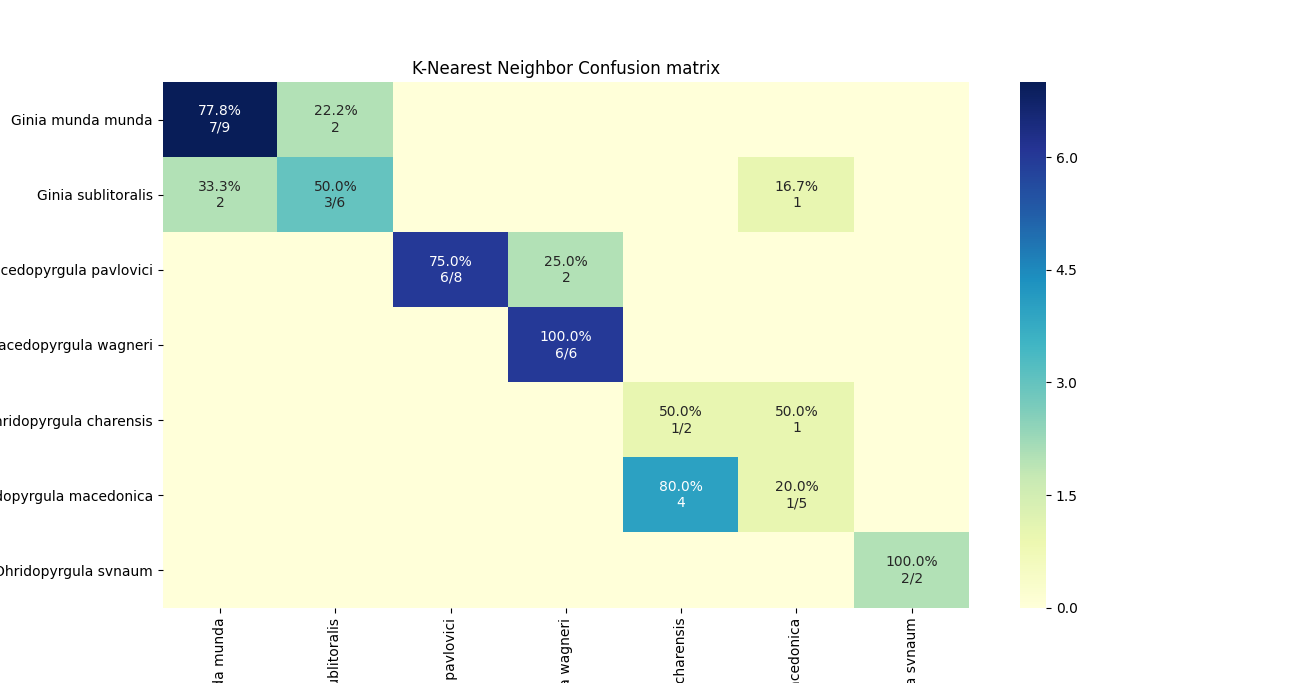 K-Nearest Neighbor Confusion matrix
Ginia munda munda
77.8%
7/9
22.2%
2
Ginia sublitoralis
33.3%
2
50.0%
3/6
16.7%
1
cedopyrgula pavlovici
75.0%
6/8
25.0%
2
acedopyrgula wagneri
100.0%
6/6
hridopyrgula charensis
50.0%
1/2
50.0%
1
dopyrgula macedonica
80.0%
4
20.0%
1/5
Ohridopyrgula svnaum
100.0%
2/2
da munda
ublitoralis
pavlovici
a wagneri
charensis
cedonica
a svnaum
6.0
4.5
3.0
1.5
0.0